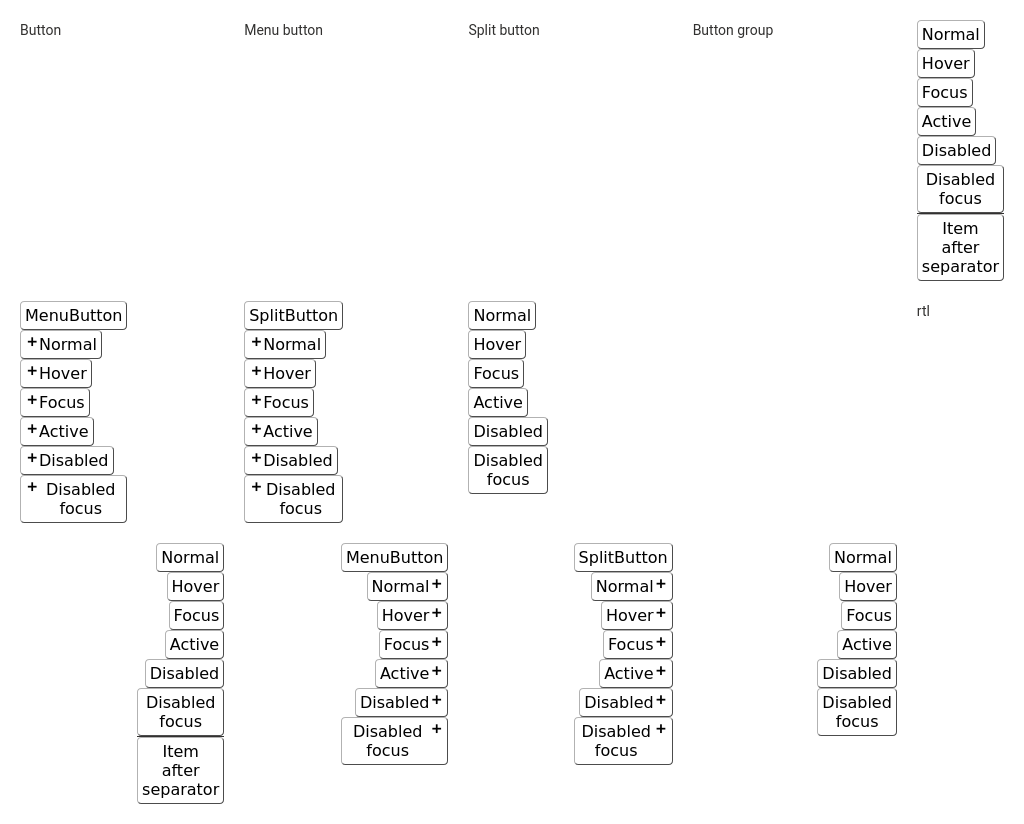 Button
Menu button
Split button
Button group
Normal
Hover
Focus
Active
Disabled
Disabled
focus
Item
after
separator
MenuButton
+Normal
+Hover
+Focus
+Active
+Disabled
+ Disabled
focus
SplitButton
+Normal
+Hover
+Focus
+Active
+Disabled
+ Disabled
focus
Normal
Hover
Focus
Active
Disabled
Disabled
focus
rtl
Normal
Hover
Focus
Active
Disabled
Disabled
focus
Item
after
separator
MenuButton
Normal+
Hover+
Focus+
Active+
Disabled+
Disabled +
focus
SplitButton
Normal+
Hover+
Focus+
Active+
Disabled+
Disabled +
focus
Normal
Hover
Focus
Active
Disabled
Disabled
focus